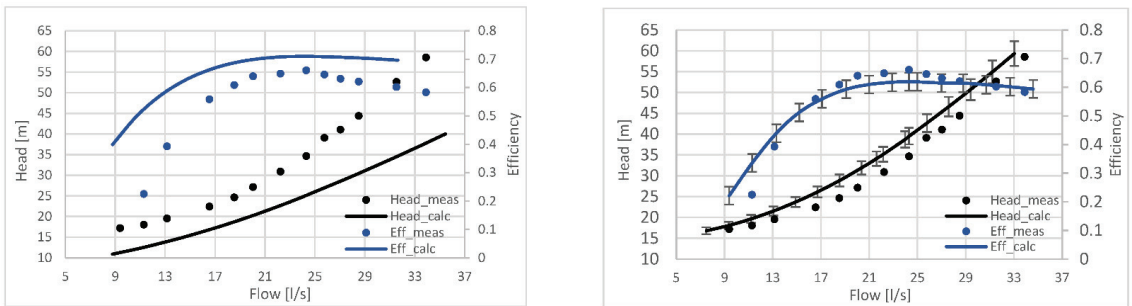 65
60
55
50
45
40
35
30
25
20
15
10
Head [m]
0.8
0.7
0.6
0.5
0.4
0.3
0.2
0.1
0
Efficiency
Head_meas
Head_calc
Eff_meas
Eff_calc
5 9 13 17 21 25 29 33 37
Flow [l/s]
65
60
55
50
45
40
35
30
25
20
15
10
Head [m]
0.8
0.7
0.6
0.5
0.4
0.3
0.2
0.1
0
Efficiency
Head_meas
Head_calc
Eff_meas
Eff_calc
5 9 13 17 21 25 29 33 37
Flow [l/s]